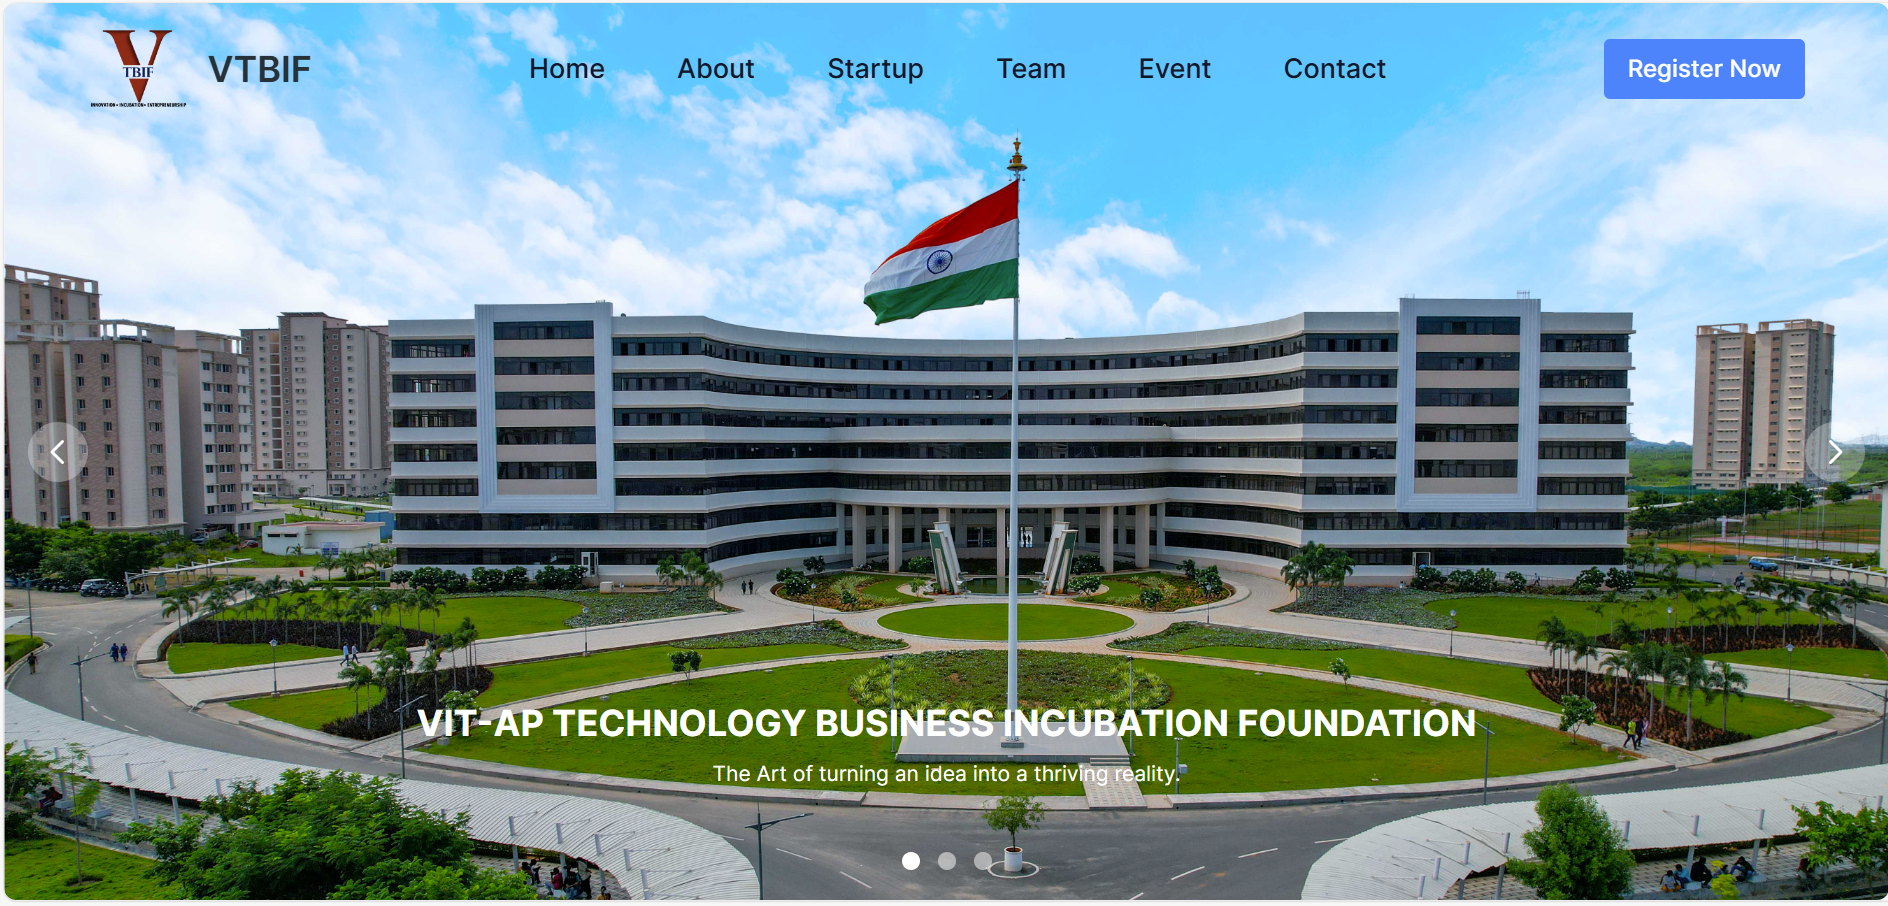 V
TBIF
INNOVATION • INCUBATION • ENTREPRENEURSHIP
VTBIF
Home
About
Startup
Team
Event
Contact
Register Now
VIT-AP TECHNOLOGY BUSINESS INCUBATION FOUNDATION
The Art of turning an idea into a thriving reality.